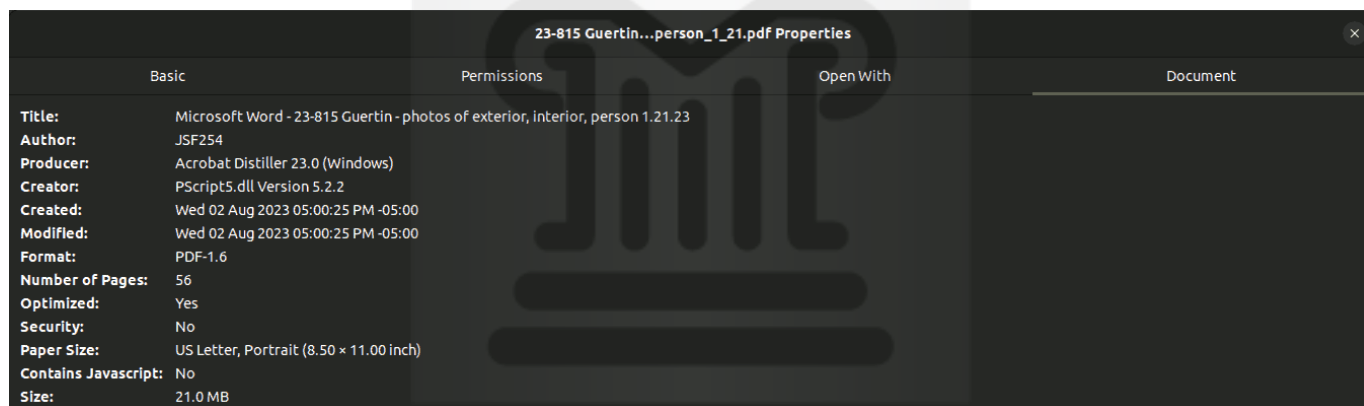 23-815 Guertin...person_1_21.pdf Properties
Basic Permissions Open With Document
Title: Microsoft Word - 23-815 Guertin - photos of exterior, interior, person 1.21.23
Author: JSF254
Producer: Acrobat Distiller 23.0 (Windows)
Creator: PScript5.dll Version 5.2.2
Created: Wed 02 Aug 2023 05:00:25 PM -05:00
Modified: Wed 02 Aug 2023 05:00:25 PM -05:00
Format: PDF-1.6
Number of Pages: 56
Optimized: Yes
Security: No
Paper Size: US Letter, Portrait (8.50 × 11.00 inch)
Contains Javascript: No
Size: 21.0 MB